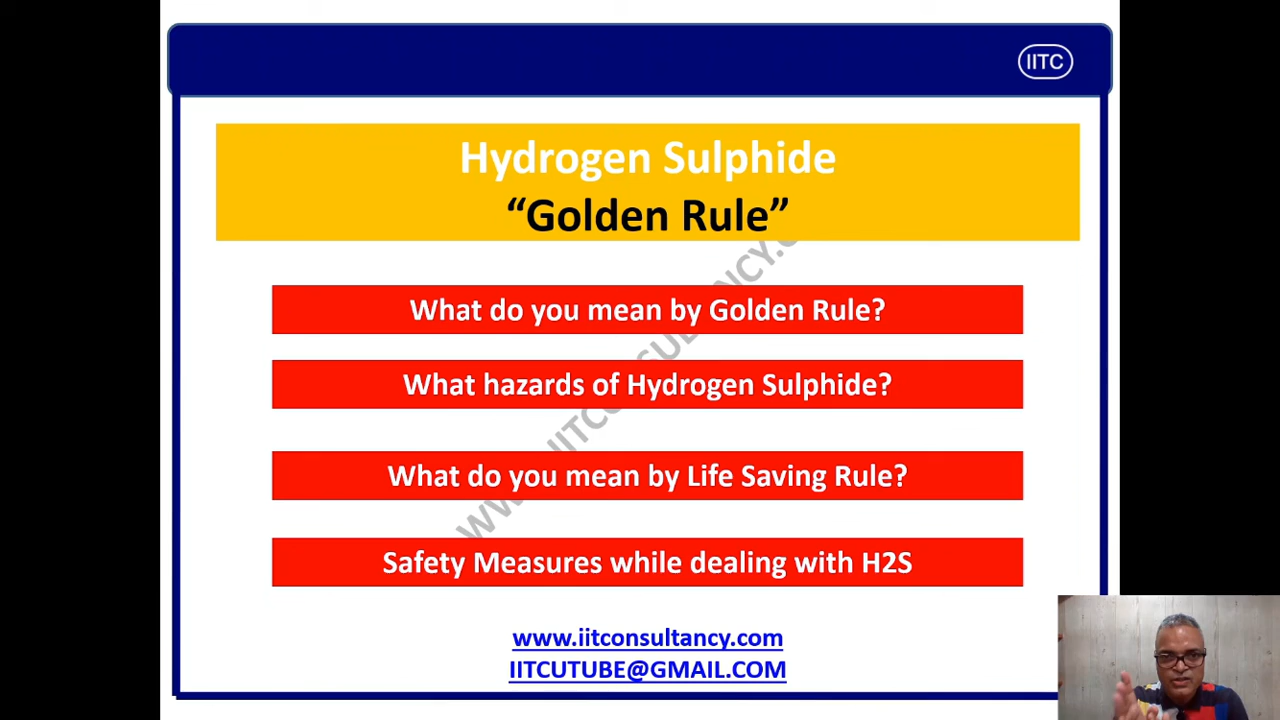 IITC
Hydrogen Sulphide
“Golden Rule”
What do you mean by Golden Rule?
What hazards of Hydrogen Sulphide?
What do you mean by Life Saving Rule?
Safety Measures while dealing with H2S
www.iitconsultancy.com
IITCUTUBE@GMAIL.COM